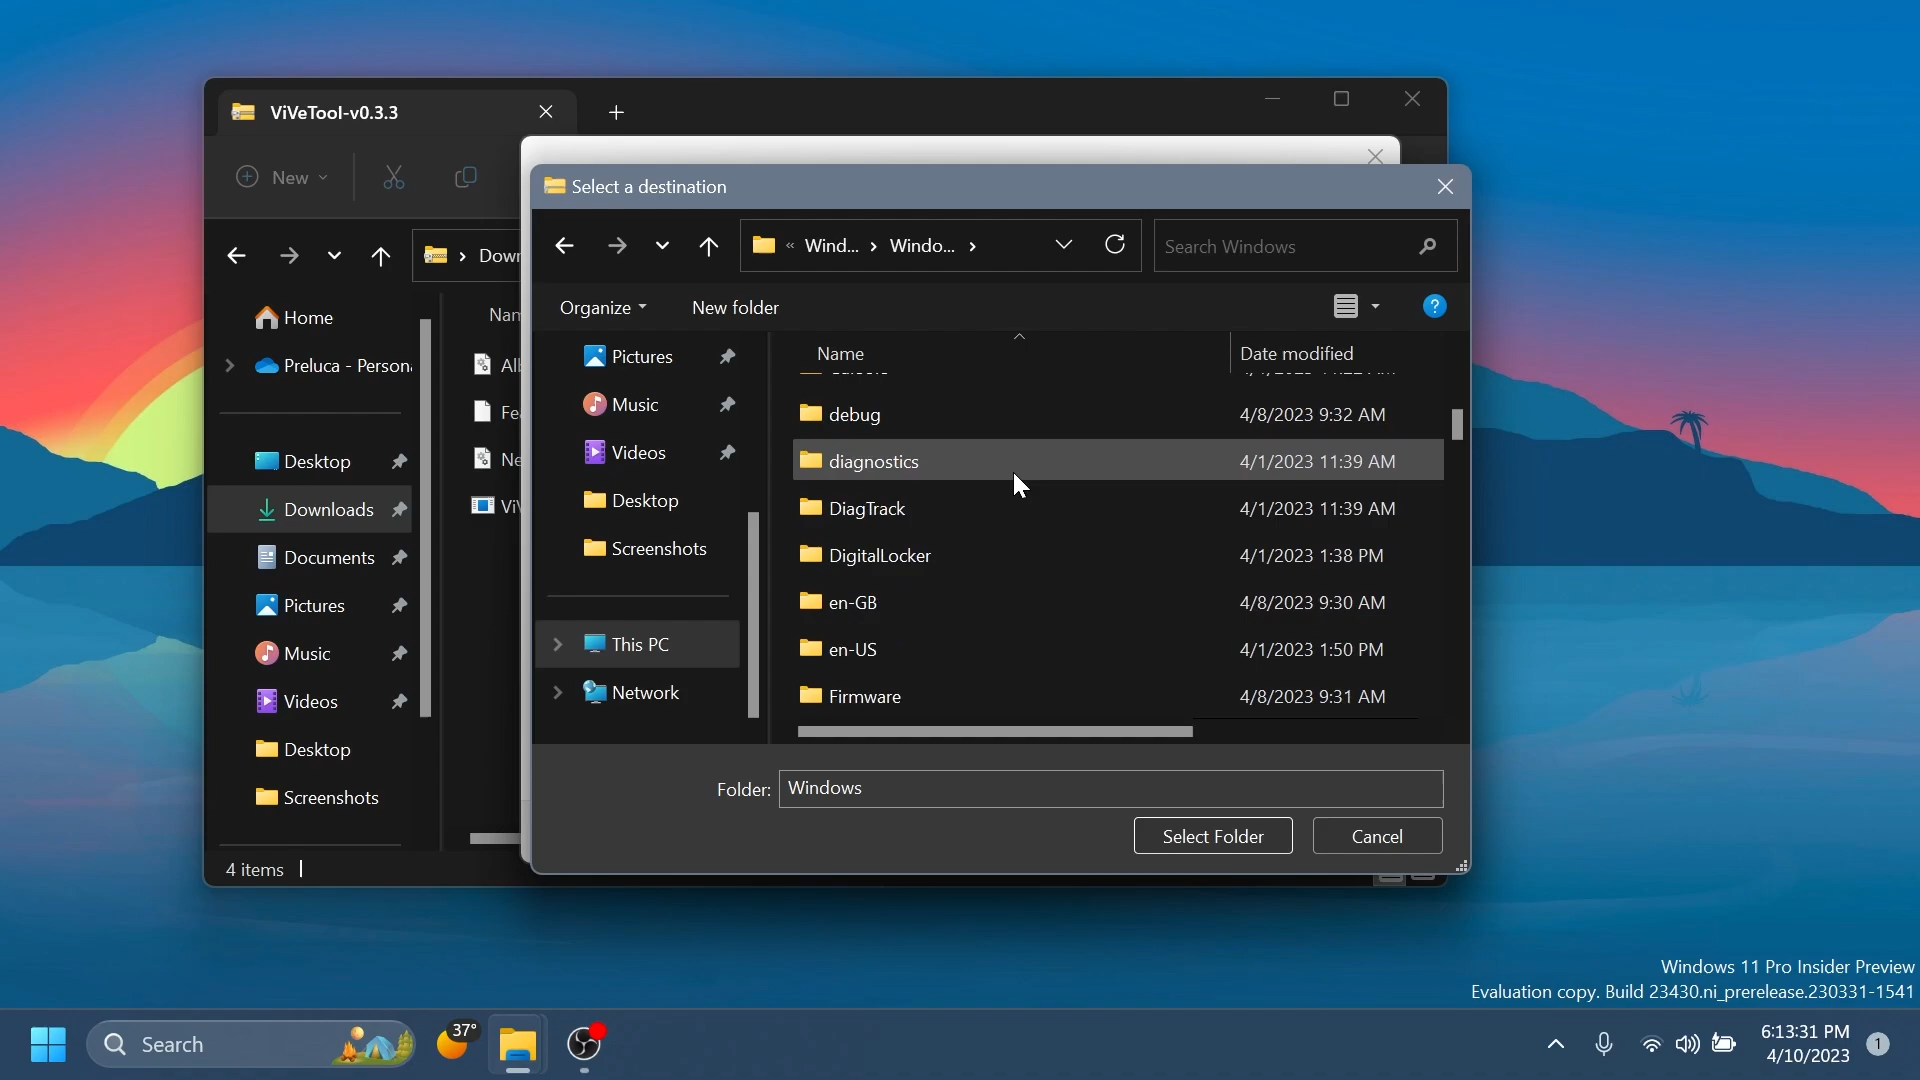 ViVeTool-v0.3.3
New
Select a destination
Wind... Windo...
Search Windows
Organize
New folder
Home
Preluca - Person
Desktop
Downloads
Documents
Pictures
Music
Videos
Desktop
Screenshots
4 items
Pictures
Music
Videos
Desktop
Screenshots
This PC
Network
Name Date modified
debug 4/8/2023 9:32 AM
diagnostics 4/1/2023 11:39 AM
DiagTrack 4/1/2023 11:39 AM
DigitalLocker 4/1/2023 1:38 PM
en-GB 4/8/2023 9:30 AM
en-US 4/1/2023 1:50 PM
Firmware 4/8/2023 9:31 AM
Folder: Windows
Select Folder
Cancel
Windows 11 Pro Insider Preview
Evaluation copy. Build 23430.ni_prerelease.230331-1541
Search
37°
6:13:31 PM
4/10/2023
1